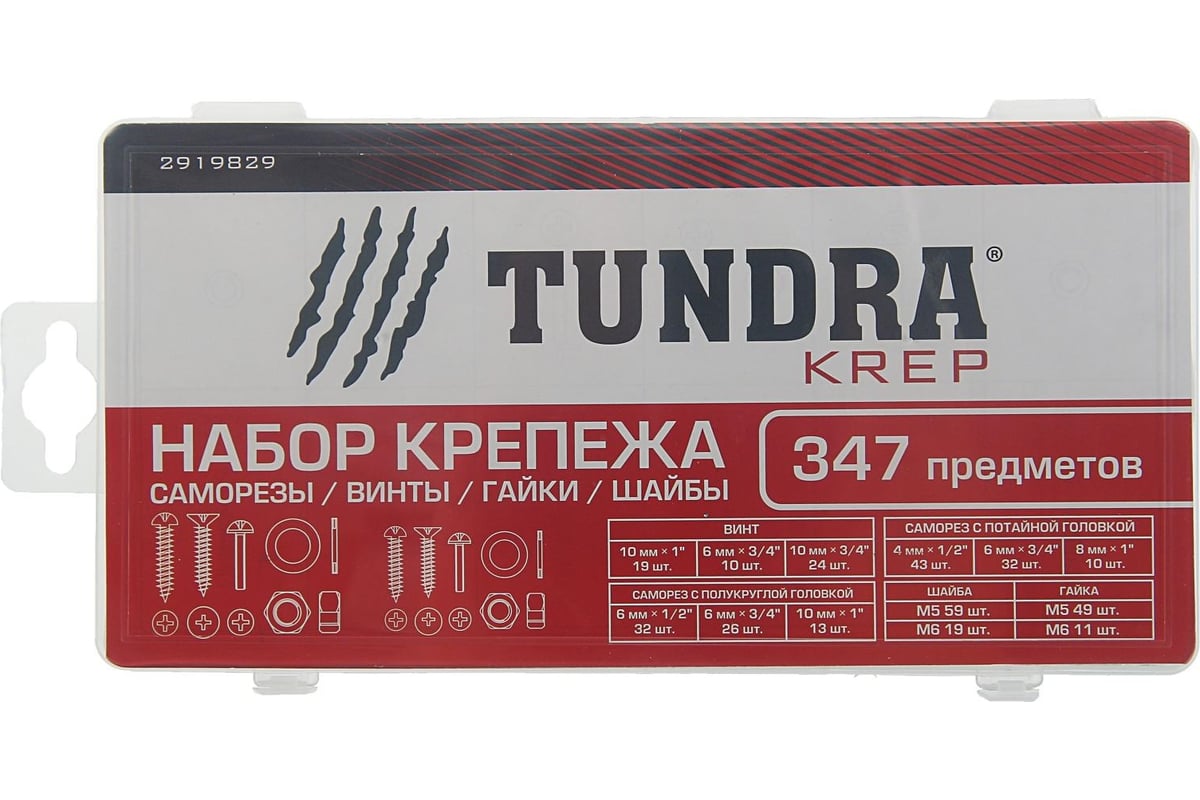 2919829
TUNDRA®
KREP
НАБОР КРЕПЕЖА
САМОРЕЗЫ / ВИНТЫ / ГАЙКИ / ШАЙБЫ
347 предметов
ВИНТ
10 мм × 1" 6 мм × 3/4" 10 мм × 3/4"
19 шт. 10 шт. 24 шт.
САМОРЕЗ С ПОЛУКРУГЛОЙ ГОЛОВКОЙ
6 мм × 1/2" 6 мм × 3/4" 10 мм × 1"
32 шт. 26 шт. 13 шт.
САМОРЕЗ С ПОТАЙНОЙ ГОЛОВКОЙ
4 мм × 1/2" 6 мм × 3/4" 8 мм × 1"
43 шт. 32 шт. 10 шт.
ШАЙБА ГАЙКА
М5 59 шт. М5 49 шт.
М6 19 шт. М6 11 шт.